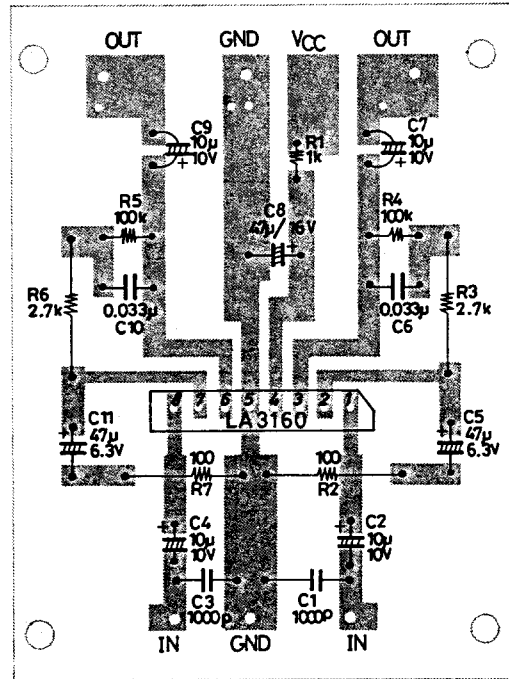 OUT GND VCC OUT
C9
10μ
10V
C7
10μ
10V
R1
1k
R5
100k
C8
47μ/16V
R4
100k
R6
2.7k
0.033μ
C10
0.033μ
C6
R3
2.7k
8 7 6 5 4 3 2 1
LA3160
C11
47μ
6.3V
C5
47μ
6.3V
100
R7
100
R2
C4
10μ
10V
C2
10μ
10V
C3
1000P
C1
1000P
IN GND IN